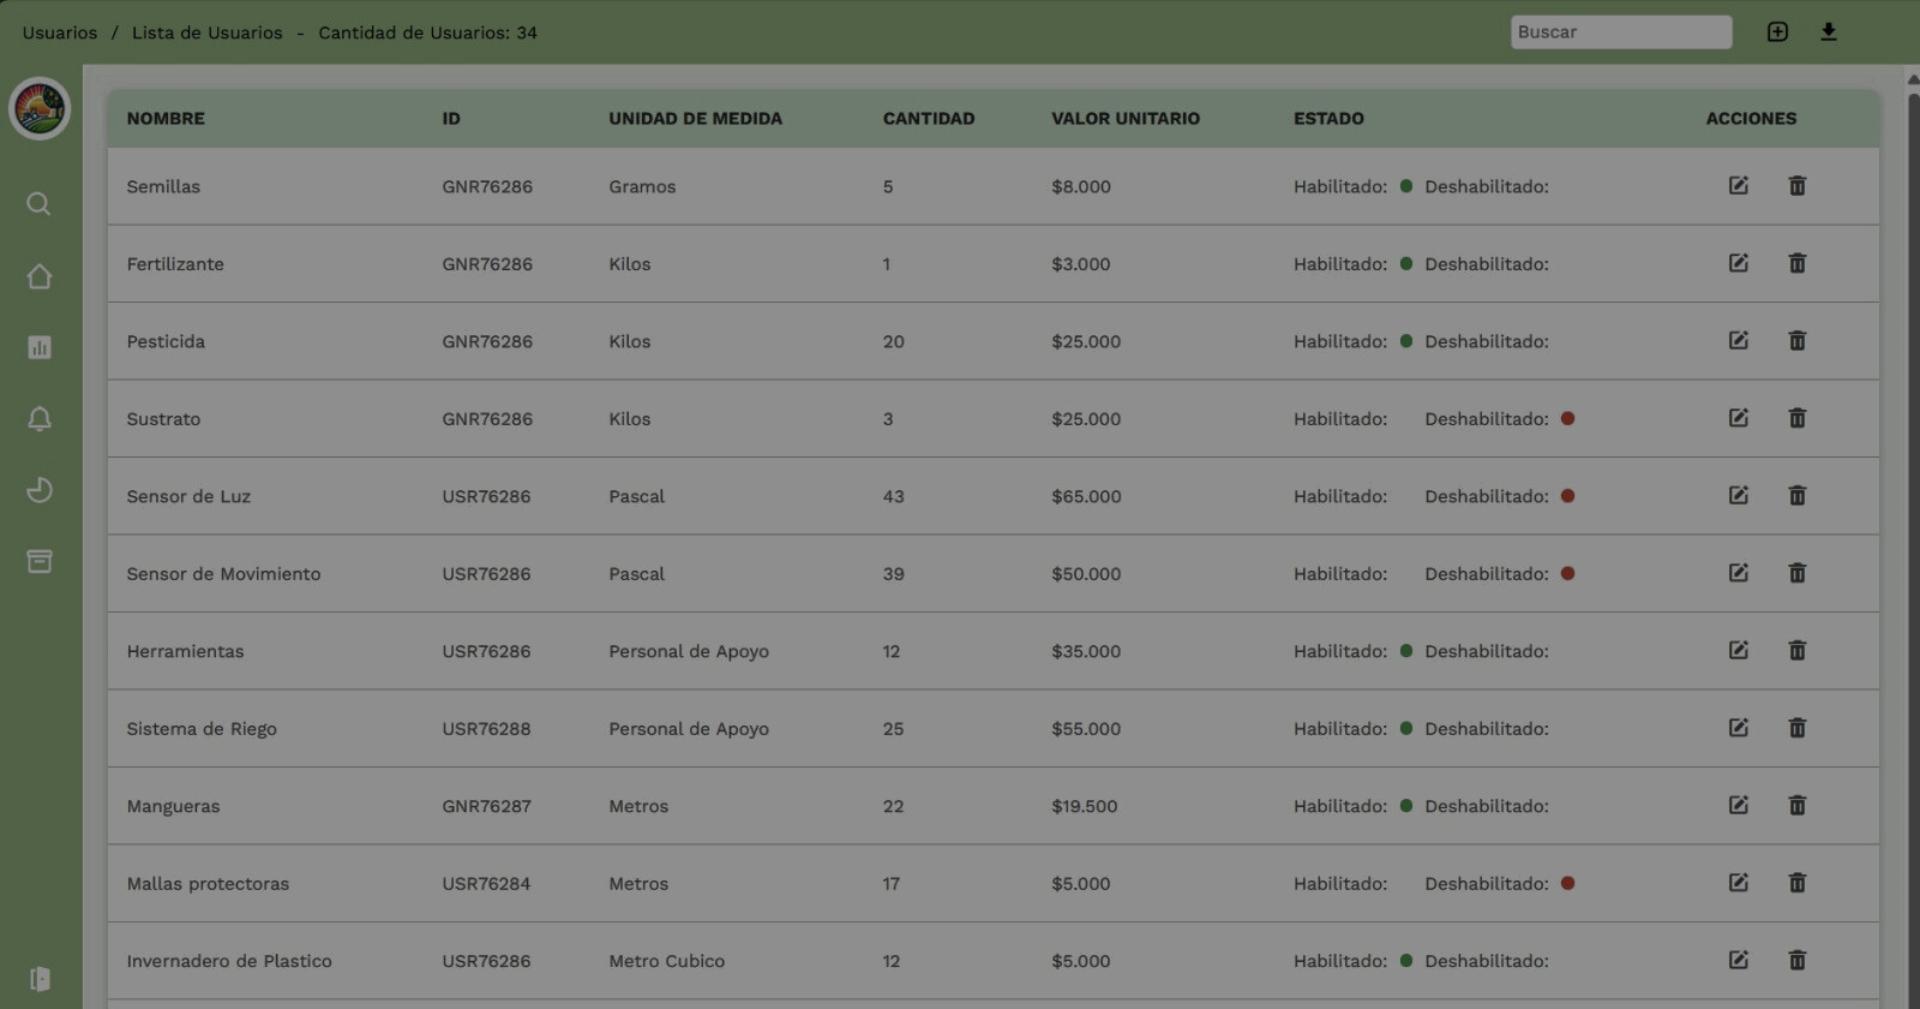 Usuarios / Lista de Usuarios - Cantidad de Usuarios: 34 Buscar
NOMBRE ID UNIDAD DE MEDIDA CANTIDAD VALOR UNITARIO ESTADO ACCIONES
Semillas GNR76286 Gramos 5 $8.000 Habilitado: Deshabilitado:
Fertilizante GNR76286 Kilos 1 $3.000 Habilitado: Deshabilitado:
Pesticida GNR76286 Kilos 20 $25.000 Habilitado: Deshabilitado:
Sustrato GNR76286 Kilos 3 $25.000 Habilitado: Deshabilitado:
Sensor de Luz USR76286 Pascal 43 $65.000 Habilitado: Deshabilitado:
Sensor de Movimiento USR76286 Pascal 39 $50.000 Habilitado: Deshabilitado:
Herramientas USR76286 Personal de Apoyo 12 $35.000 Habilitado: Deshabilitado:
Sistema de Riego USR76288 Personal de Apoyo 25 $55.000 Habilitado: Deshabilitado:
Mangueras GNR76287 Metros 22 $19.500 Habilitado: Deshabilitado:
Mallas protectoras USR76284 Metros 17 $5.000 Habilitado: Deshabilitado:
Invernadero de Plastico USR76286 Metro Cubico 12 $5.000 Habilitado: Deshabilitado: